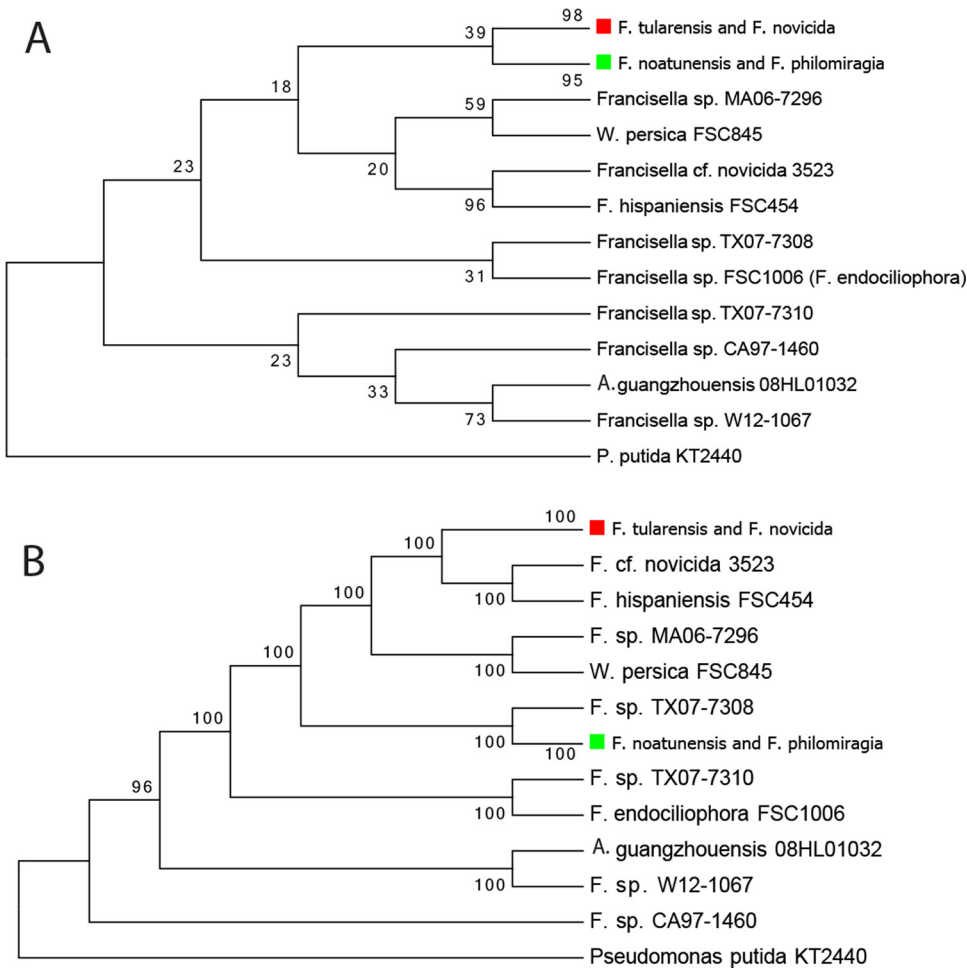 A
98
39
F. tularensis and F. novicida
F. noatunensis and F. philomiragia
18
95
59
Francisella sp. MA06-7296
W. persica FSC845
23
20
Francisella cf. novicida 3523
96
F. hispaniensis FSC454
Francisella sp. TX07-7308
31
Francisella sp. FSC1006 (F. endociliophora)
Francisella sp. TX07-7310
23
Francisella sp. CA97-1460
33
A. guangzhouensis 08HL01032
73
Francisella sp. W12-1067
P. putida KT2440
B
100
F. tularensis and F. novicida
100
F. cf. novicida 3523
100
100
F. hispaniensis FSC454
F. sp. MA06-7296
100
100
W. persica FSC845
F. sp. TX07-7308
100
100
F. noatunensis and F. philomiragia
100
F. sp. TX07-7310
96
100
F. endociliophora FSC1006
A. guangzhouensis 08HL01032
100
F. sp. W12-1067
F. sp. CA97-1460
Pseudomonas putida KT2440